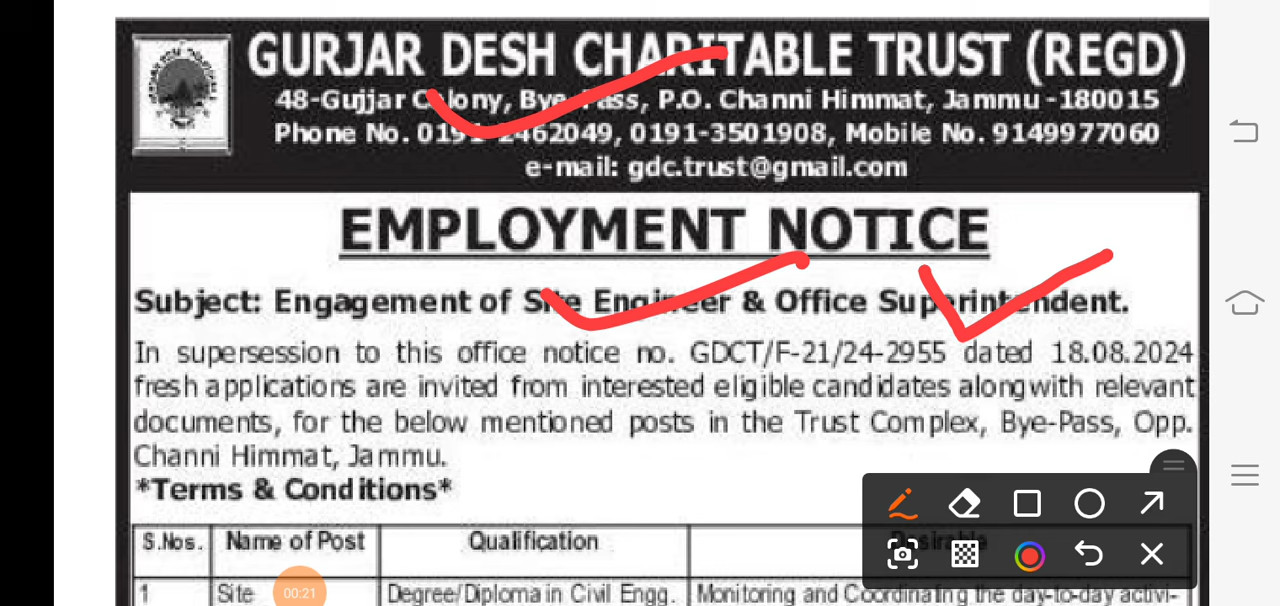 GURJAR DESH CHARITABLE TRUST (REGD)
48-Gujjar Colony, Bye-Pass, P.O. Channi Himmat, Jammu -180015
Phone No. 0191-2462049, 0191-3501908, Mobile No. 9149977060
e-mail: gdc.trust@gmail.com
EMPLOYMENT NOTICE
Subject: Engagement of Site Engineer & Office Superintendent.
In supersession to this office notice no. GDCT/F-21/24-2955 dated 18.08.2024
fresh applications are invited from interested eligible candidates alongwith relevant
documents, for the below mentioned posts in the Trust Complex, Bye-Pass, Opp.
Channi Himmat, Jammu.
*Terms & Conditions*
S.Nos. Name of Post Qualification Desirable
1 Site Degree/Diploma in Civil Engg. Monitoring and Coordinating the day-to-day activi-
00:21